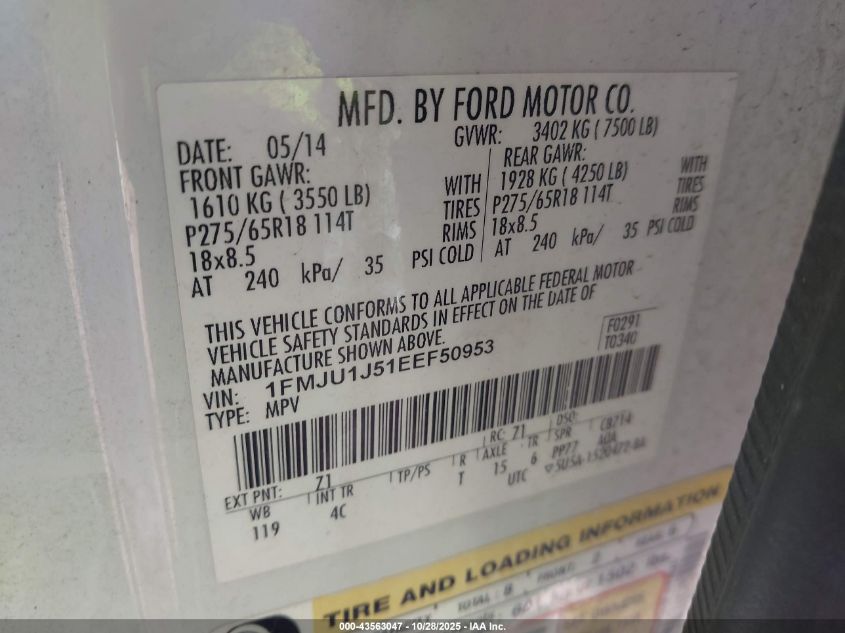 MFD. BY FORD MOTOR CO.
DATE: 05/14 GVWR: 3402 KG ( 7500 LB)
FRONT GAWR: REAR GAWR:
1610 KG ( 3550 LB) WITH 1928 KG ( 4250 LB) WITH
P275/65R18 114T TIRES P275/65R18 114T TIRES
18x8.5 RIMS 18x8.5 RIMS
AT 240 kPa/ 35 PSI COLD AT 240 kPa/ 35 PSI COLD
THIS VEHICLE CONFORMS TO ALL APPLICABLE FEDERAL MOTOR
VEHICLE SAFETY STANDARDS IN EFFECT ON THE DATE OF
MANUFACTURE SHOWN ABOVE.
F0291
T0340
VIN: 1FMJU1J51EEF50953
TYPE: MPV
EXT PNT: Z1 RC: 71 DSO:
WB INT TR TP/PS R AXLE TR SPR CB714
119 4C T 15 6 PP77 AOA
UTC
TIRE AND LOADING INFORMATION
000-43563047 - 10/28/2025 - IAA Inc.